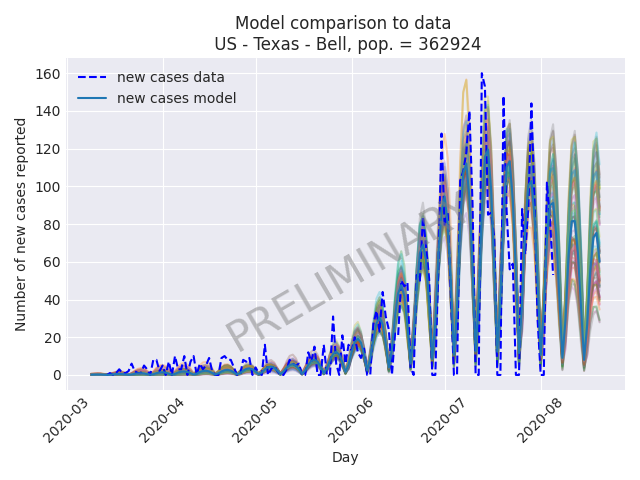 Model comparison to data
US - Texas - Bell, pop. = 362924
new cases data
new cases model
160
140
120
100
80
60
40
20
0
Number of new cases reported
PRELIMINARY
2020-03
2020-04
2020-05
2020-06
2020-07
2020-08
Day